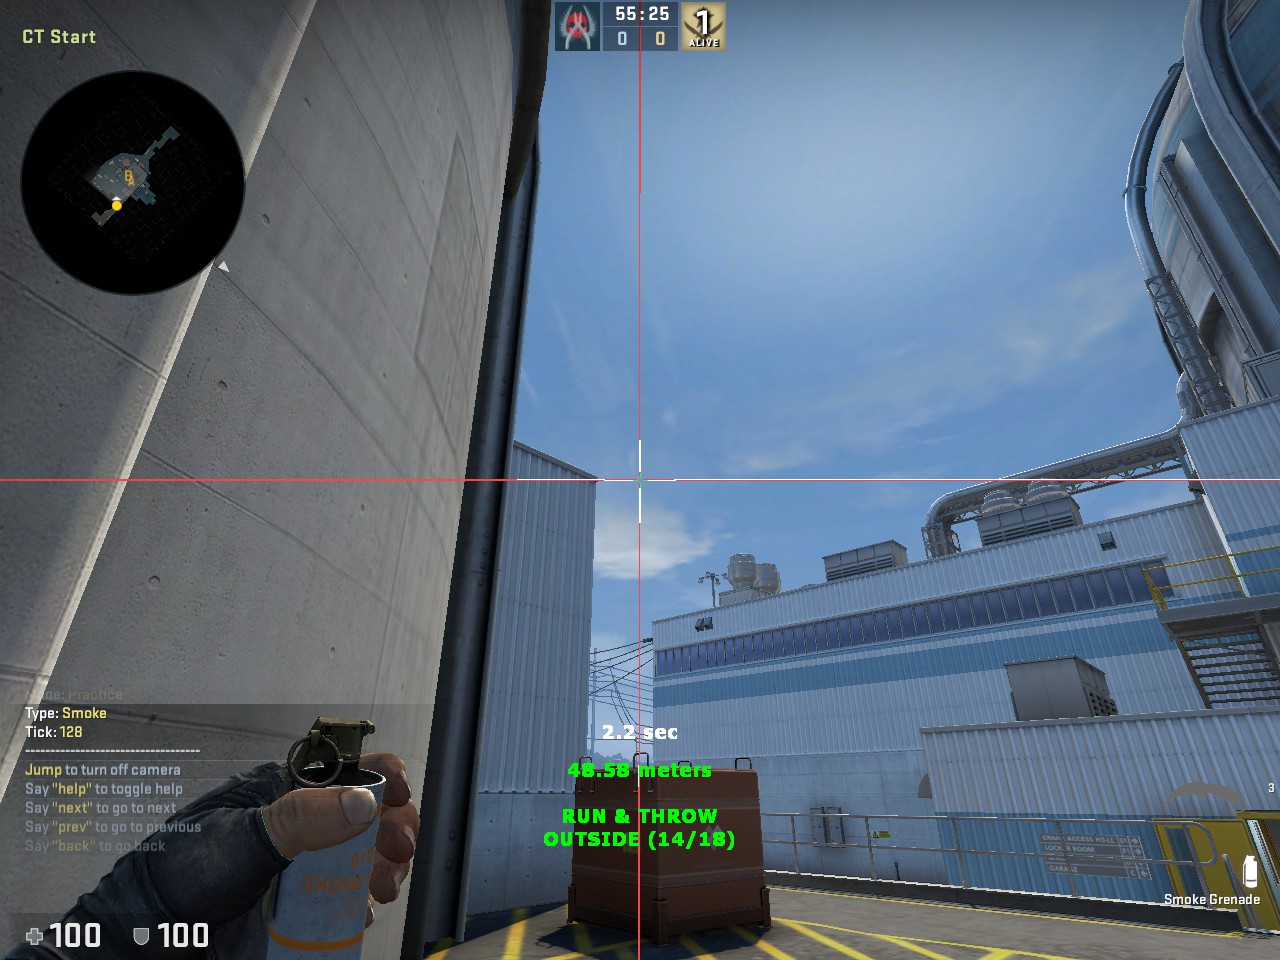 CT Start
55:25
0 0
1
ALIVE
B
A
Mode: Practice
Type: Smoke
Tick: 128
-----------------------------------
Jump to turn off camera
Say "help" to toggle help
Say "next" to go to next
Say "prev" to go to previous
Say "back" to go back
2.2 sec
48.58 meters
RUN & THROW
OUTSIDE (14/18)
3
Smoke Grenade
100 100